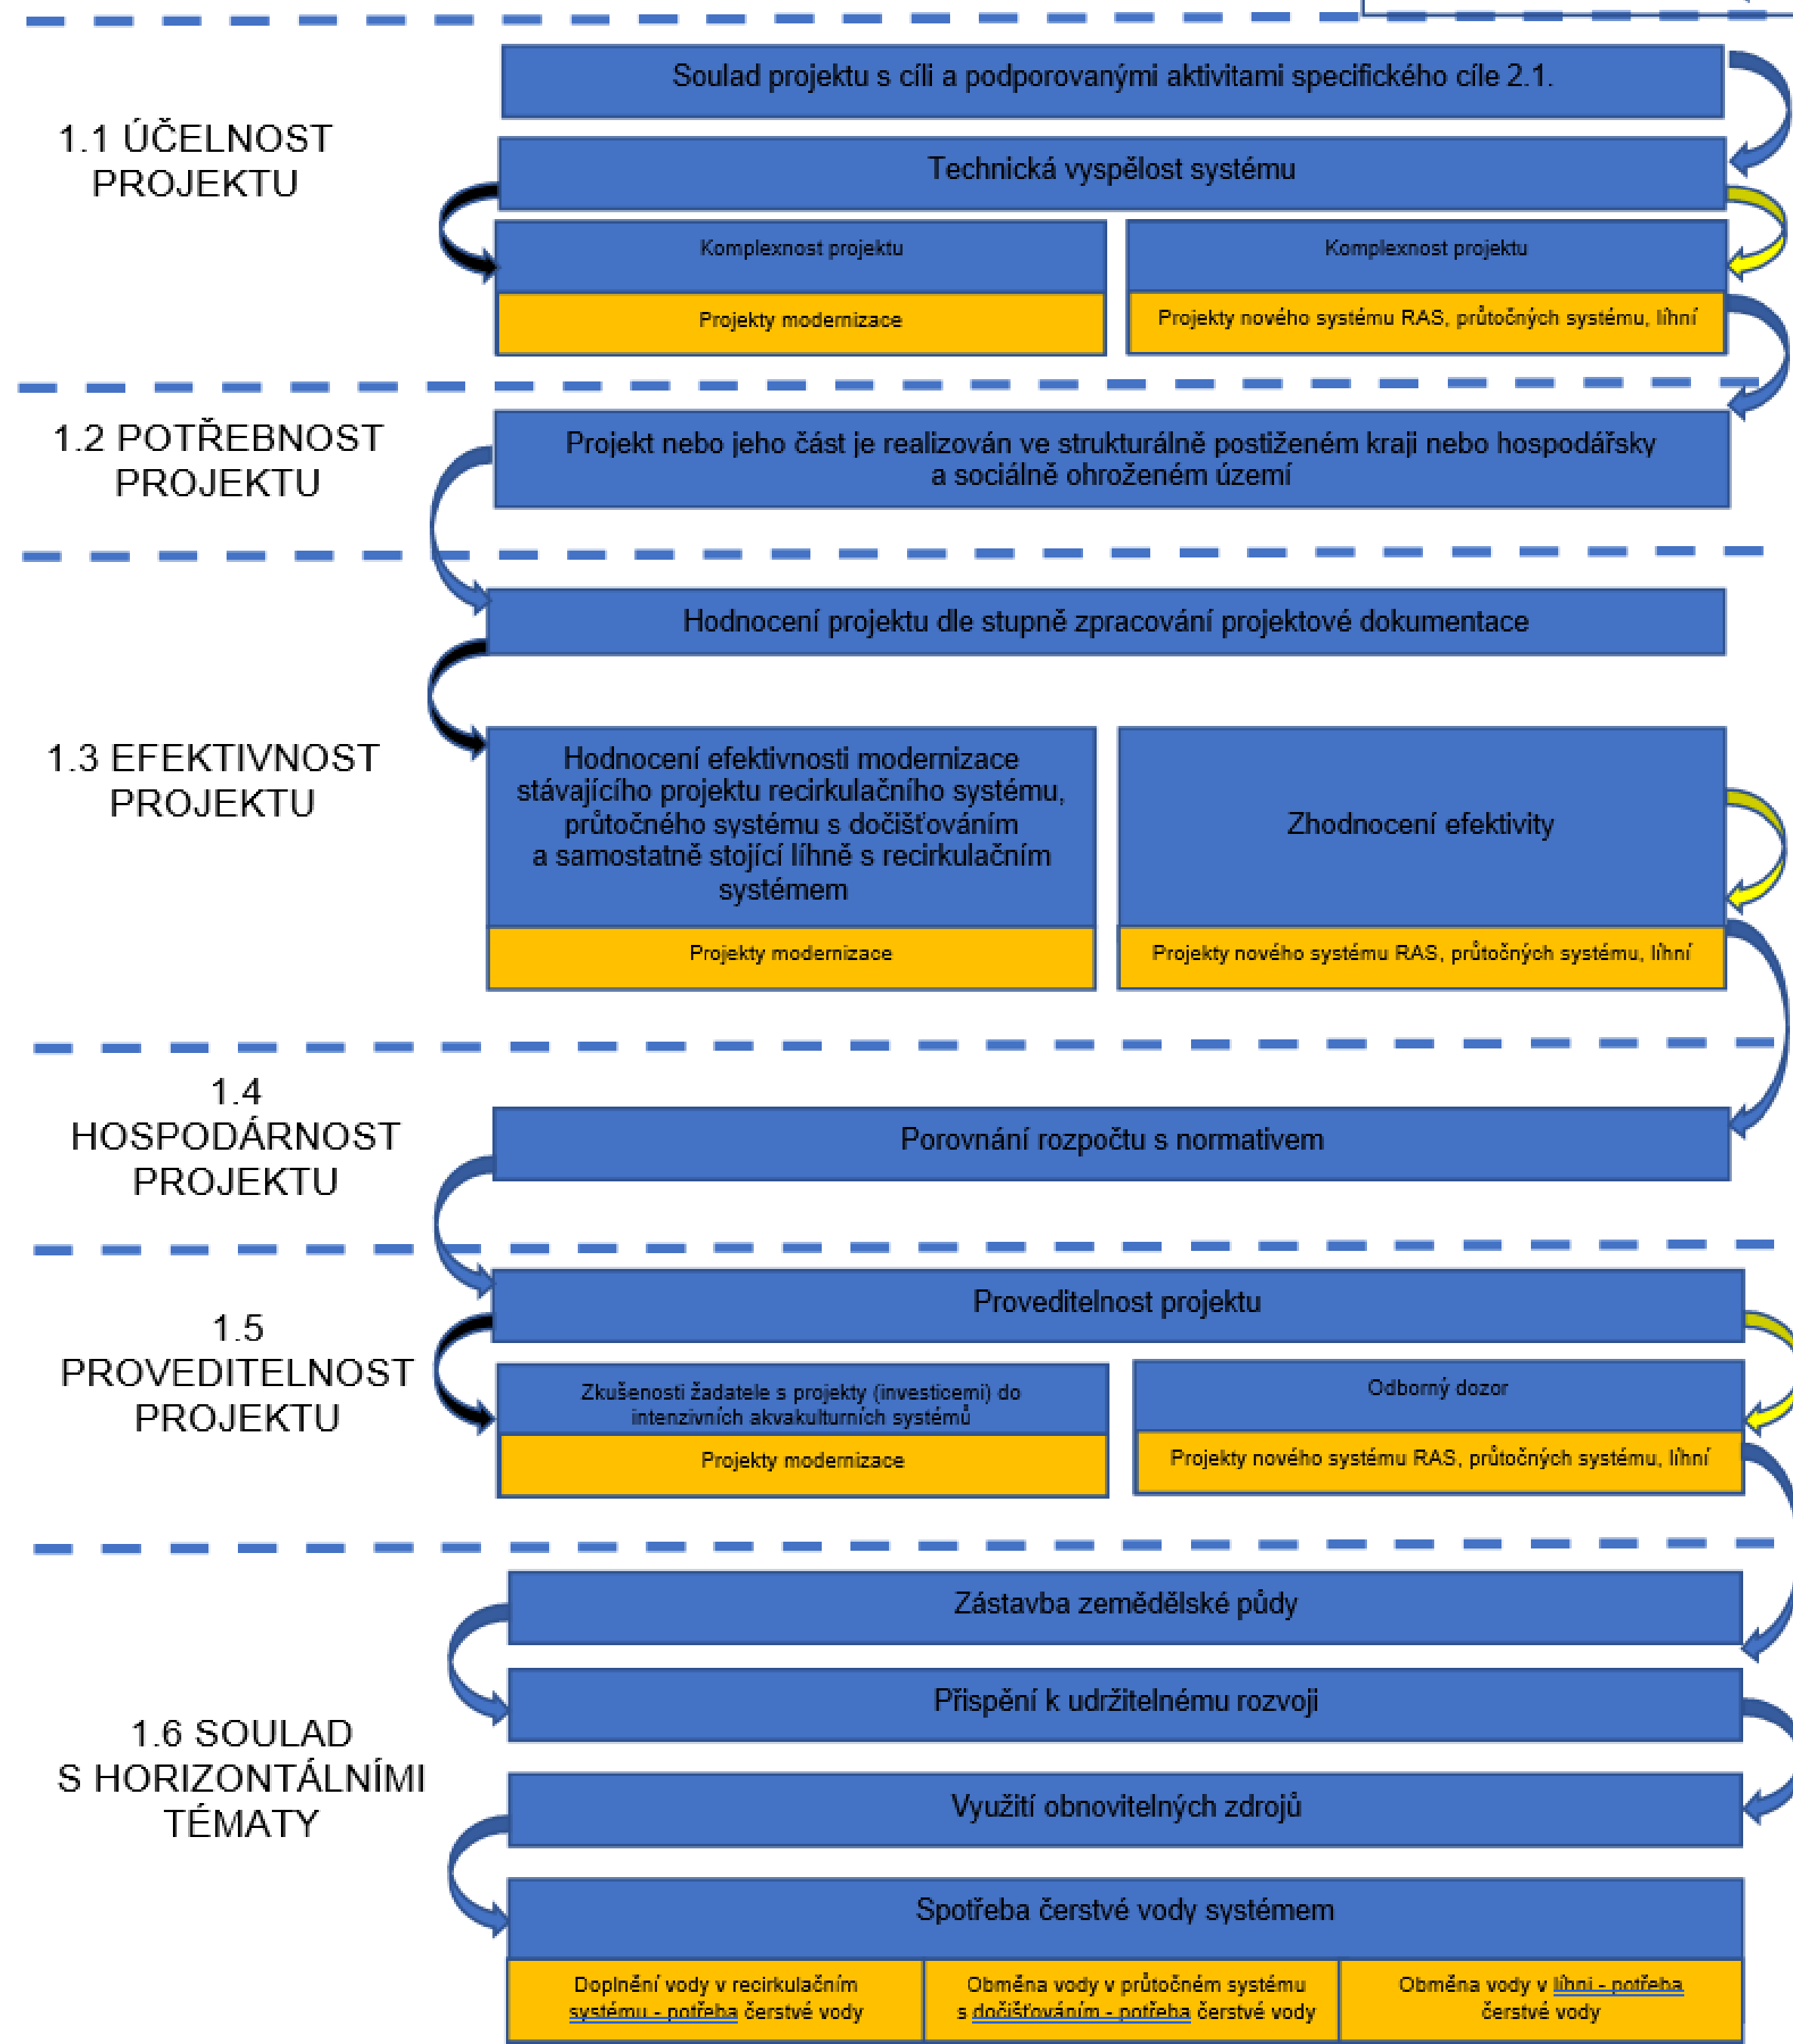 1.1 ÚČELNOST
PROJEKTU
Soulad projektu s cíli a podporovanými aktivitami specifického cíle 2.1.
Technická vyspělost systému
Komplexnost projektu
Projekty modernizace
Komplexnost projektu
Projekty nového systému RAS, průtočných systému, líhní
1.2 POTŘEBNOST
PROJEKTU
Projekt nebo jeho část je realizován ve strukturálně postiženém kraji nebo hospodářsky
a sociálně ohroženém území
1.3 EFEKTIVNOST
PROJEKTU
Hodnocení projektu dle stupně zpracování projektové dokumentace
Hodnocení efektivnosti modernizace
stávajícího projektu recirkulačního systému,
průtočného systému s dočišťováním
a samostatně stojící líhně s recirkulačním
systémem
Projekty modernizace
Zhodnocení efektivity
Projekty nového systému RAS, průtočných systému, líhní
1.4
HOSPODÁRNOST
PROJEKTU
Porovnání rozpočtu s normativem
1.5
PROVEDITELNOST
PROJEKTU
Proveditelnost projektu
Zkušenosti žadatele s projekty (investicemi) do
intenzivních akvakulturních systémů
Projekty modernizace
Odborný dozor
Projekty nového systému RAS, průtočných systému, líhní
1.6 SOULAD
S HORIZONTÁLNÍMI
TÉMATY
Zástavba zemědělské půdy
Přispění k udržitelnému rozvoji
Využití obnovitelných zdrojů
Spotřeba čerstvé vody systémem
Doplnění vody v recirkulačním
systému - potřeba čerstvé vody
Obměna vody v průtočném systému
s dočišťováním - potřeba čerstvé vody
Obměna vody v líhni - potřeba
čerstvé vody